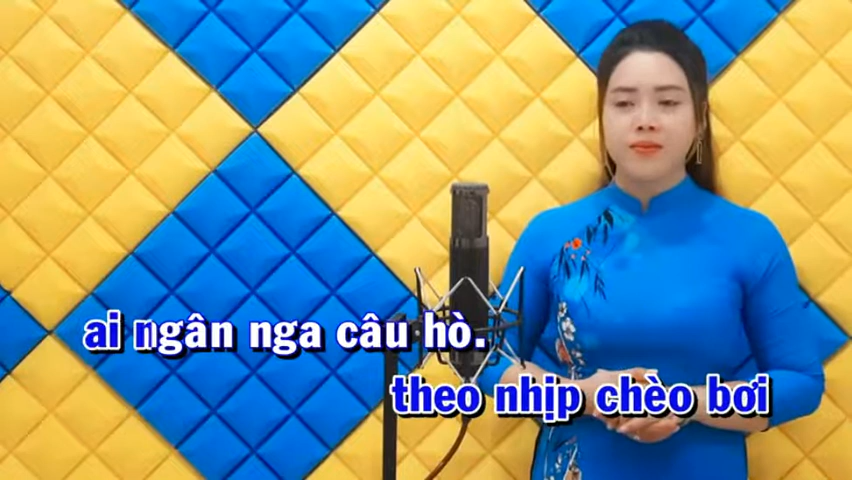 ai ngân nga câu hò.
theo nhịp chèo bơi